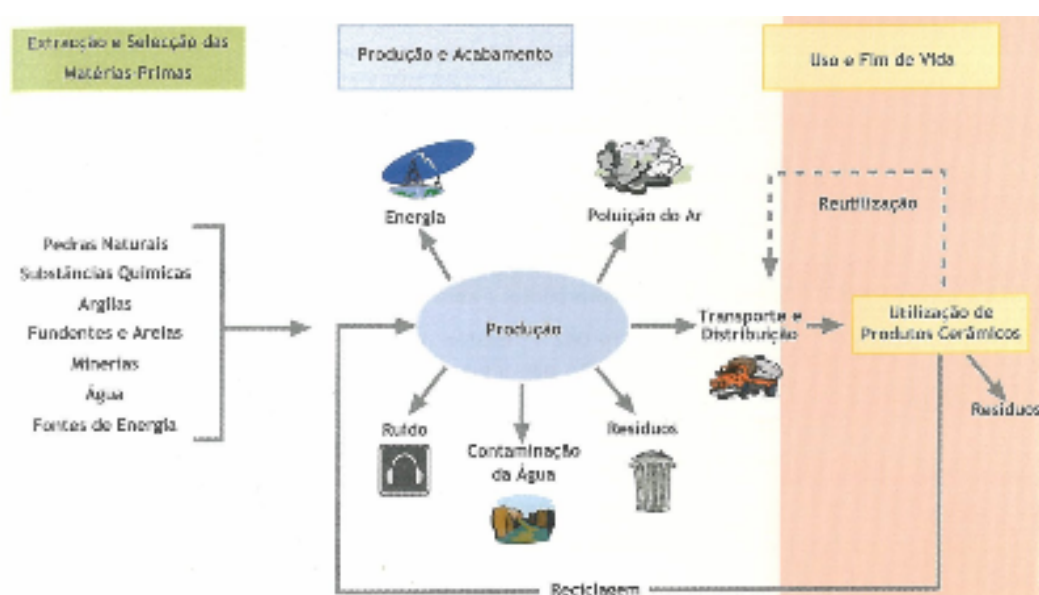 Extracção e Selecção das
Matérias-Primas
Produção e Acabamento
Uso e Fim de Vida
Energia
Poluição do Ar
Reutilização
Pedras Naturais
Substâncias Químicas
Argilas
Fundentes e Areias
Minerias
Água
Fontes de Energia
Produção
Transporte e
Distribuição
Utilização de
Produtos Cerâmicos
Resíduos
Ruído
Contaminação
da Água
Resíduos
Reciclagem